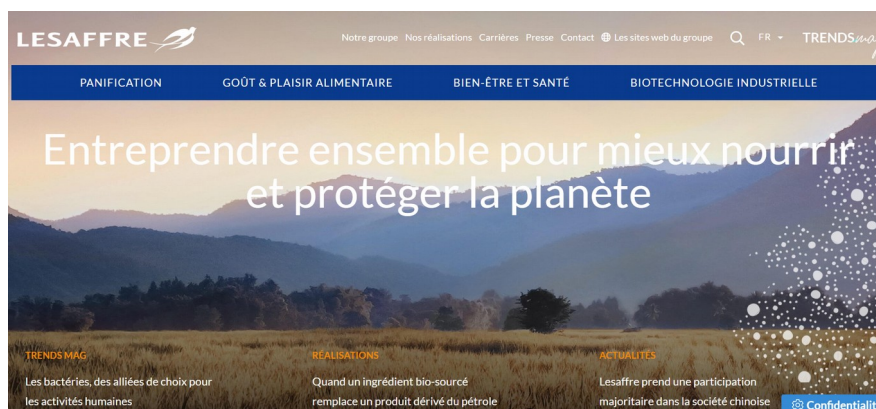 LESAFFRE
Notre groupe Nos réalisations Carrières Presse Contact Les sites web du groupe FR TRENDS
PANIFICATION GOÛT & PLAISIR ALIMENTAIRE BIEN-ÊTRE ET SANTÉ BIOTECHNOLOGIE INDUSTRIELLE
Entreprendre ensemble pour mieux nourrir
et protéger la planète
TRENDS MAG RÉALISATIONS ACTUALITÉS
Les bactéries, des alliées de choix pour Quand un ingrédient bio-sourcé Lesaffre prend une participation
les activités humaines remplace un produit dérivé du pétrole majoritaire dans la société chinoise
Confidentialit